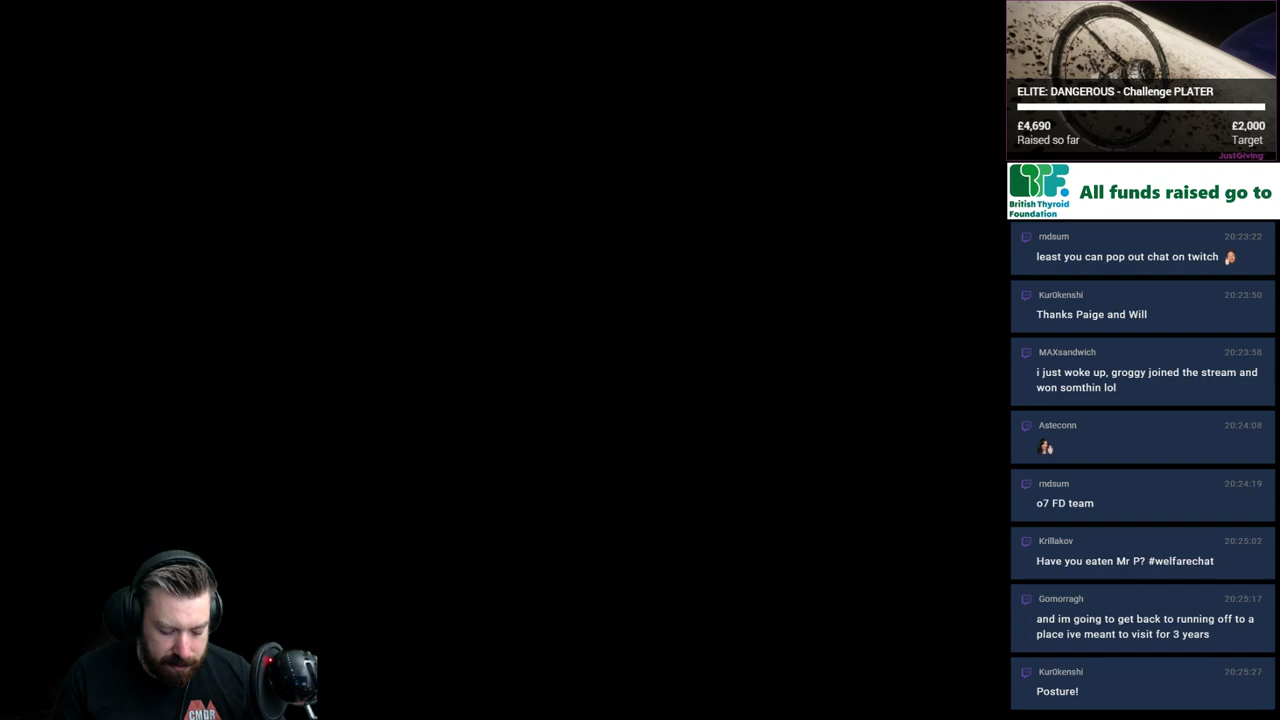 ELITE: DANGEROUS - Challenge PLATER
£4,690
£2,000
Raised so far
Target
JustGiving
BTF.
British Thyroid
Foundation
All funds raised go to
rndsum
20:23:22
least you can pop out chat on twitch
Kur0kenshi
20:23:50
Thanks Paige and Will
MAXsandwich
20:23:58
i just woke up, groggy joined the stream and
won somthin lol
Asteconn
20:24:08
rndsum
20:24:19
o7 FD team
Krillakov
20:25:02
Have you eaten Mr P? #welfarechat
Gomorragh
20:25:17
and im going to get back to running off to a
place ive meant to visit for 3 years
Kur0kenshi
20:25:27
Posture!
CMDR